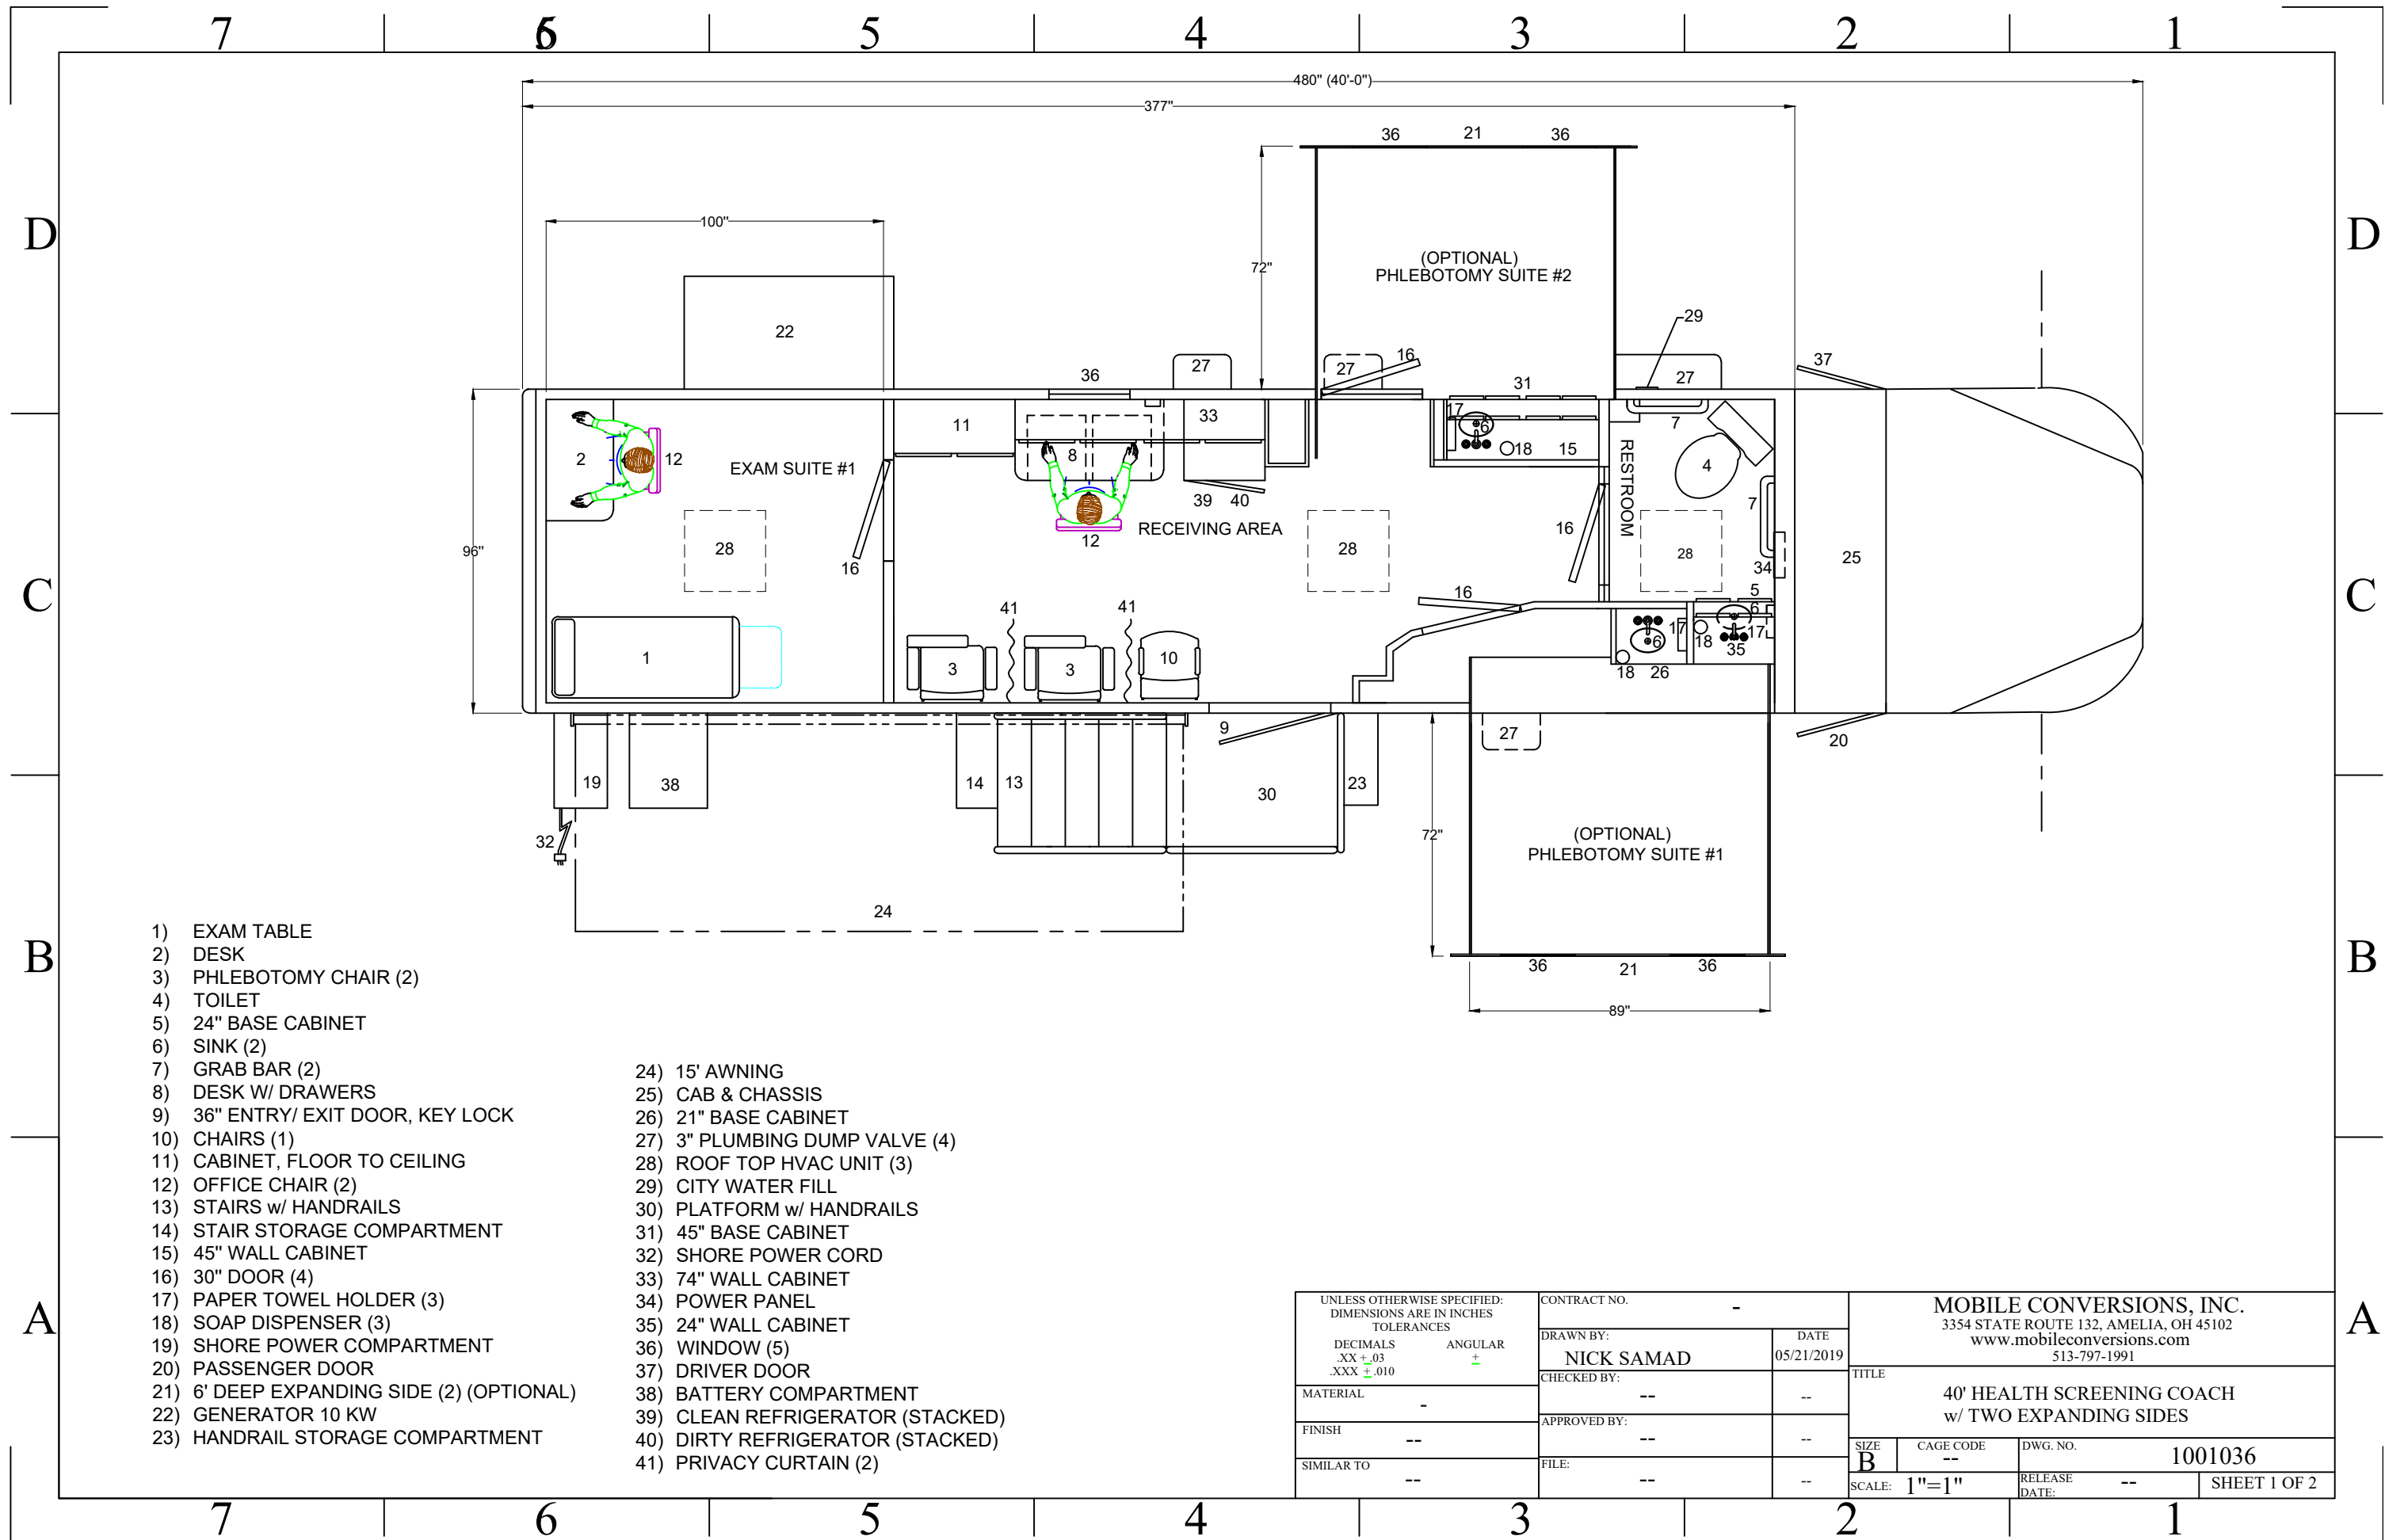 7 6 5 4 3 2 1
480" (40'-0")
377"
36 21 36
D D
100"
(OPTIONAL)
PHLEBOTOMY SUITE #2
72"
29
22
16
37
27 27 27
36
31
17
6
11 33
7
2 12 EXAM SUITE #1
8
18 15
RESTROOM
4
39 40
7
RECEIVING AREA
16
12
96"
28 28 28
25
16
34
C C
16
5
6
41 41
17 17
6 18
35
1 3 3 10
18 26
9
27
20
19 38 14 13 30 23
32
72"
(OPTIONAL)
PHLEBOTOMY SUITE #1
24
B B
36 21 36
89"
1) EXAM TABLE
2) DESK
3) PHLEBOTOMY CHAIR (2)
4) TOILET
5) 24" BASE CABINET
6) SINK (2)
7) GRAB BAR (2)
8) DESK W/ DRAWERS
9) 36" ENTRY/ EXIT DOOR, KEY LOCK
10) CHAIRS (1)
11) CABINET, FLOOR TO CEILING
12) OFFICE CHAIR (2)
13) STAIRS w/ HANDRAILS
14) STAIR STORAGE COMPARTMENT
15) 45" WALL CABINET
16) 30" DOOR (4)
17) PAPER TOWEL HOLDER (3)
18) SOAP DISPENSER (3)
19) SHORE POWER COMPARTMENT
20) PASSENGER DOOR
21) 6' DEEP EXPANDING SIDE (2) (OPTIONAL)
22) GENERATOR 10 KW
23) HANDRAIL STORAGE COMPARTMENT
24) 15' AWNING
25) CAB & CHASSIS
26) 21" BASE CABINET
27) 3" PLUMBING DUMP VALVE (4)
28) ROOF TOP HVAC UNIT (3)
29) CITY WATER FILL
30) PLATFORM w/ HANDRAILS
31) 45" BASE CABINET
32) SHORE POWER CORD
33) 74" WALL CABINET
34) POWER PANEL
35) 24" WALL CABINET
36) WINDOW (5)
37) DRIVER DOOR
38) BATTERY COMPARTMENT
39) CLEAN REFRIGERATOR (STACKED)
40) DIRTY REFRIGERATOR (STACKED)
41) PRIVACY CURTAIN (2)
A A
UNLESS OTHERWISE SPECIFIED:
DIMENSIONS ARE IN INCHES
TOLERANCES
DECIMALS ANGULAR
.XX ± .03 ±
.XXX ± .010
MATERIAL -
FINISH --
SIMILAR TO --
CONTRACT NO. -
DRAWN BY: DATE
NICK SAMAD 05/21/2019
CHECKED BY: -- --
APPROVED BY: -- --
FILE: -- --
MOBILE CONVERSIONS, INC.
3354 STATE ROUTE 132, AMELIA, OH 45102
www.mobileconversions.com
513-797-1991
TITLE
40' HEALTH SCREENING COACH
w/ TWO EXPANDING SIDES
SIZE B CAGE CODE -- DWG. NO. 1001036
SCALE: 1"=1" RELEASE DATE: -- SHEET 1 OF 2
7 6 5 4 3 2 1